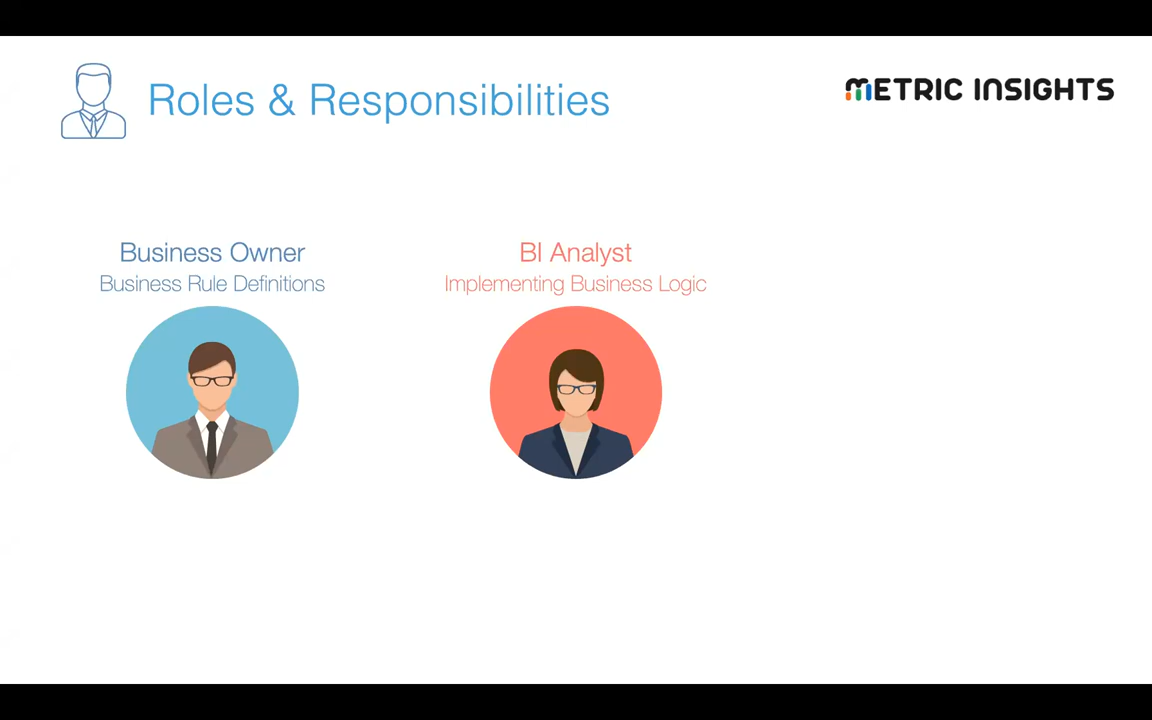 Roles & Responsibilities
METRIC INSIGHTS
Business Owner
Business Rule Definitions
BI Analyst
Implementing Business Logic